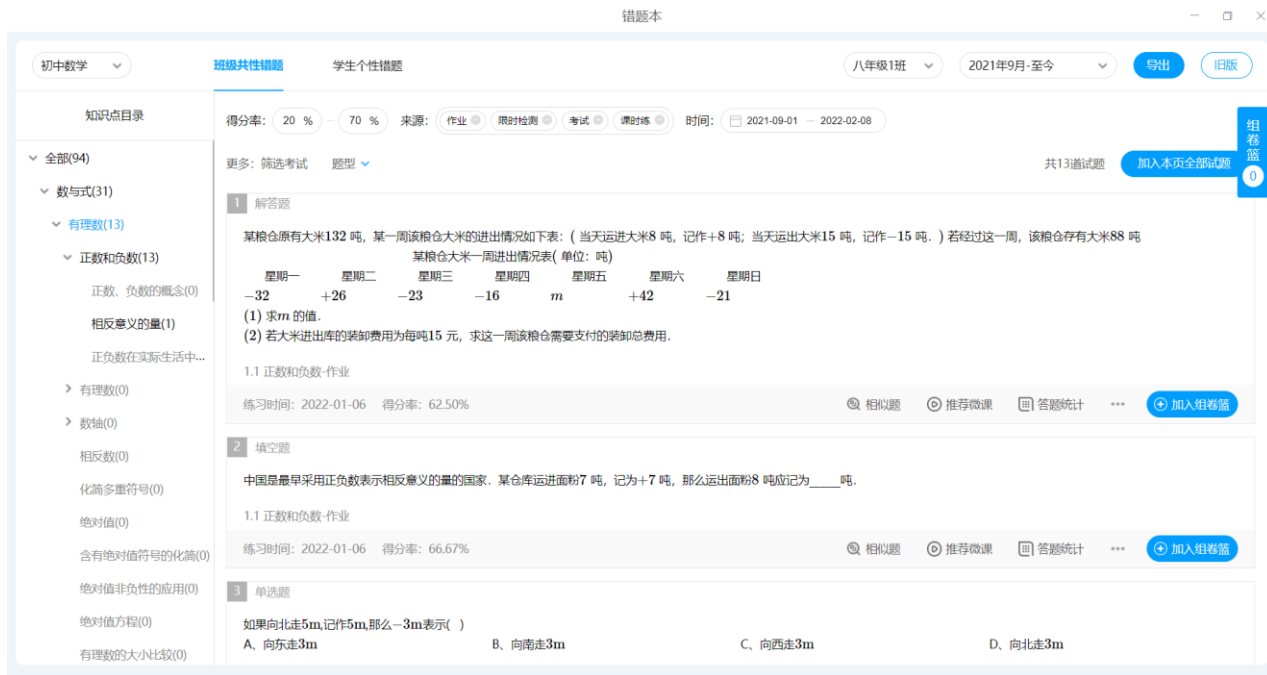 错题本
初中数学
班级共性错题
学生个性错题
八年级1班
2021年9月-至今
导出
旧版
知识点目录
全部(94)
数与式(31)
有理数(13)
正数和负数(13)
正数、负数的概念(0)
相反意义的量(1)
正负数在实际生活中...
有理数(0)
数轴(0)
相反数(0)
化简多重符号(0)
绝对值(0)
含有绝对值符号的化简(0)
绝对值非负性的应用(0)
绝对值方程(0)
有理数的大小比较(0)
得分率: 20 % – 70 % 来源: 作业 限时检测 考试 课时练 时间: 2021-09-01 — 2022-02-08
更多: 筛选考试 题型 共13道试题 加入本页全部试题
组卷篮 0
1 解答题
某粮仓原有大米132 吨, 某一周该粮仓大米的进出情况如下表: ( 当天运进大米8 吨, 记作+8 吨; 当天运出大米15 吨, 记作−15 吨. ) 若经过这一周, 该粮仓存有大米88 吨
某粮仓大米一周进出情况表( 单位: 吨)
星期一 星期二 星期三 星期四 星期五 星期六 星期日
−32 +26 −23 −16 m +42 −21
(1) 求m 的值.
(2) 若大米进出库的装卸费用为每吨15 元, 求这一周该粮仓需要支付的装卸总费用.
1.1 正数和负数-作业
练习时间: 2022-01-06 得分率: 62.50% 相似题 推荐微课 答题统计 ••• 加入组卷篮
2 填空题
中国是最早采用正负数表示相反意义的量的国家. 某仓库运进面粉7 吨, 记为+7 吨, 那么运出面粉8 吨应记为_____吨.
1.1 正数和负数-作业
练习时间: 2022-01-06 得分率: 66.67% 相似题 推荐微课 答题统计 ••• 加入组卷篮
3 单选题
如果向北走5m,记作5m,那么−3m表示( )
A、向东走3m B、向南走3m C、向西走3m D、向北走3m